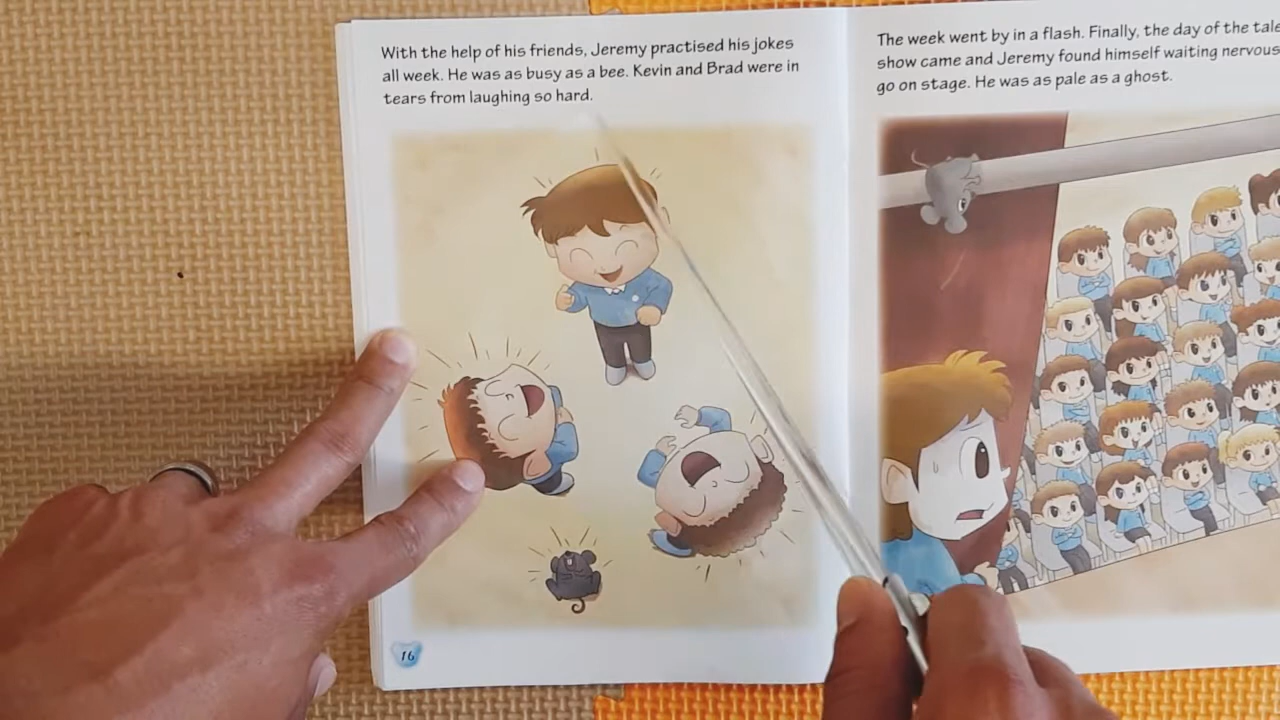 With the help of his friends, Jeremy practised his jokes
all week. He was as busy as a bee. Kevin and Brad were in
tears from laughing so hard.
16
The week went by in a flash. Finally, the day of the
show came and Jeremy found himself waiting
go on stage. He was as pale as a ghost.